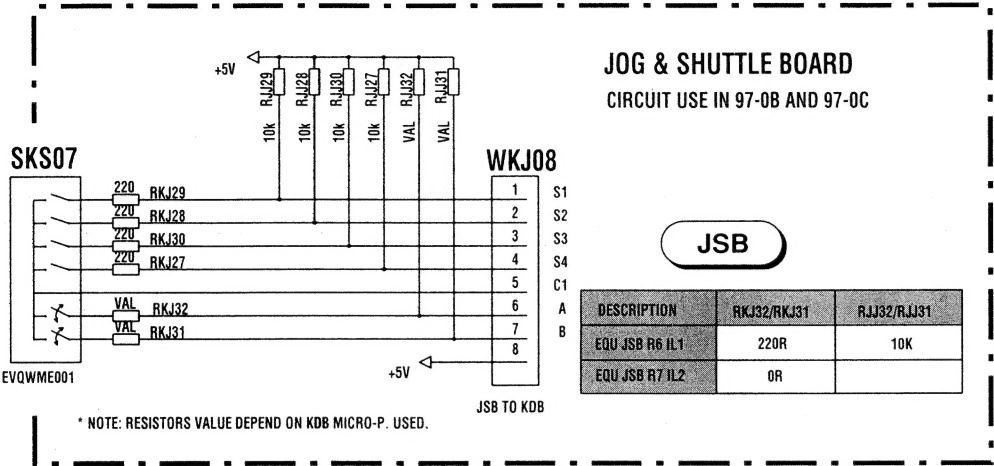 JOG & SHUTTLE BOARD
CIRCUIT USE IN 97-0B AND 97-0C
+5V
RJJ29 RJJ28 RJJ30 RJJ27 RJJ32 RJJ31
10k 10k 10k 10k VAL VAL
SKS07
WKJ08
220 RKJ29 1 S1
220 RKJ28 2 S2
220 RKJ30 3 S3
220 RKJ27 4 S4
5 C1
VAL RKJ32 6 A
VAL RKJ31 7 B
8
+5V
EVQWME001
JSB TO KDB
* NOTE: RESISTORS VALUE DEPEND ON KDB MICRO-P. USED.
JSB
DESCRIPTION RKJ32/RKJ31 RJJ32/RJJ31
EQU JSB R6 IL1 220R 10K
EQU JSB R7 IL2 0R